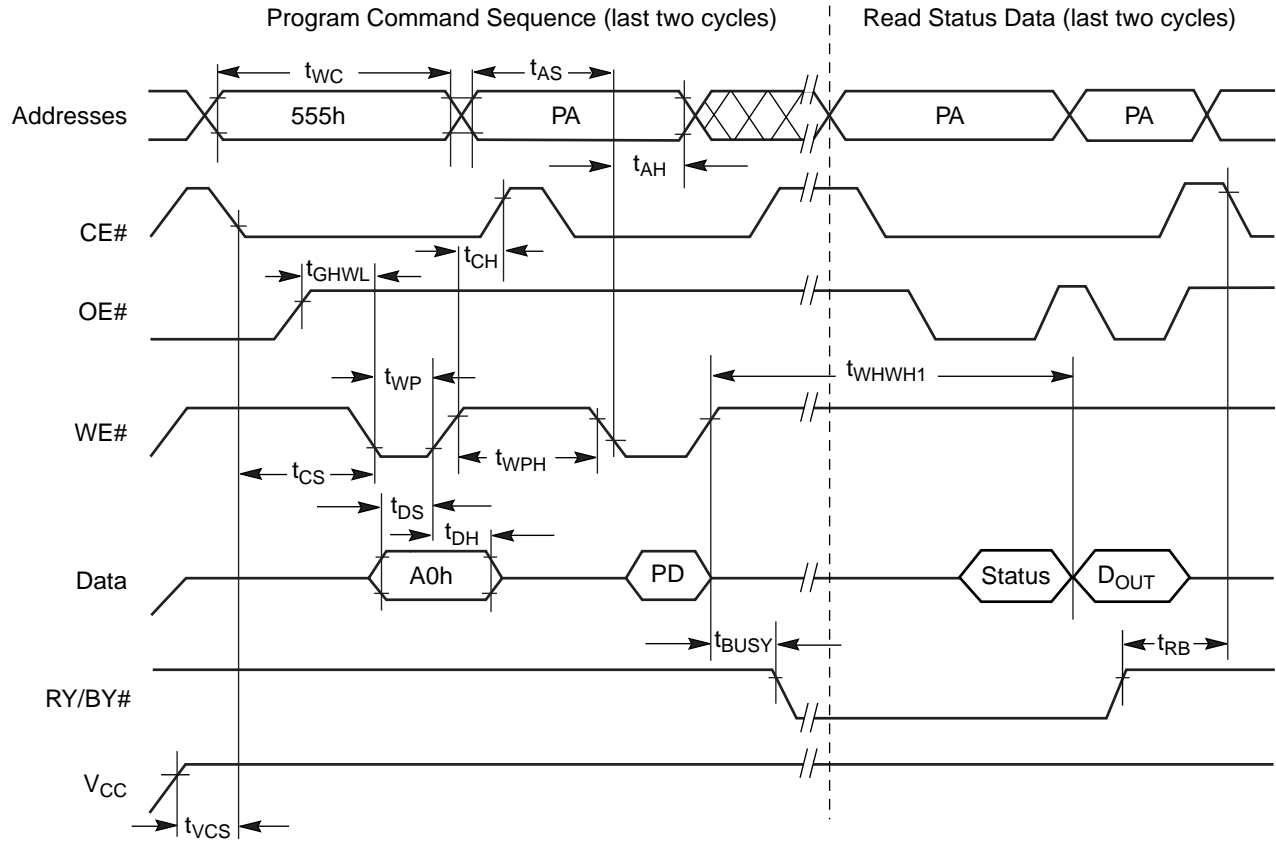 Program Command Sequence (last two cycles)
Read Status Data (last two cycles)
tWC
tAS
Addresses
555h
PA
PA
PA
tAH
CE#
tCH
tGHWL
OE#
tWP
tWHWH1
WE#
tCS
tWPH
tDS
tDH
Data
A0h
PD
Status
DOUT
tBUSY
tRB
RY/BY#
VCC
tVCS